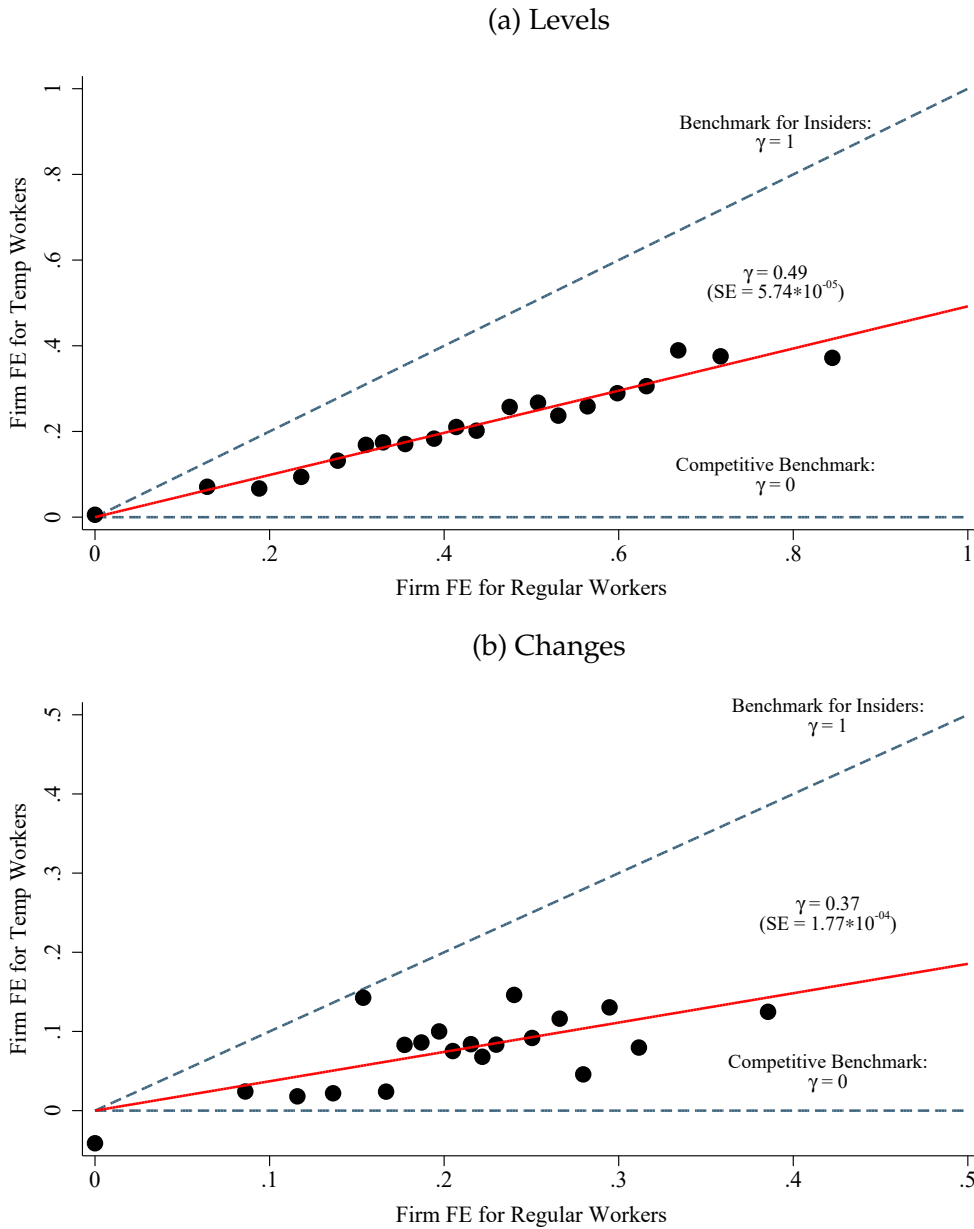 (a) Levels
1
.8
.6
.4
.2
0
Firm FE for Temp Workers
Benchmark for Insiders:
γ = 1
γ = 0.49
(SE = 5.74*10^-05)
Competitive Benchmark:
γ = 0
0
.2
.4
.6
.8
1
Firm FE for Regular Workers
(b) Changes
.5
.4
.3
.2
.1
0
Firm FE for Temp Workers
Benchmark for Insiders:
γ = 1
γ = 0.37
(SE = 1.77*10^-04)
Competitive Benchmark:
γ = 0
0
.1
.2
.3
.4
.5
Firm FE for Regular Workers